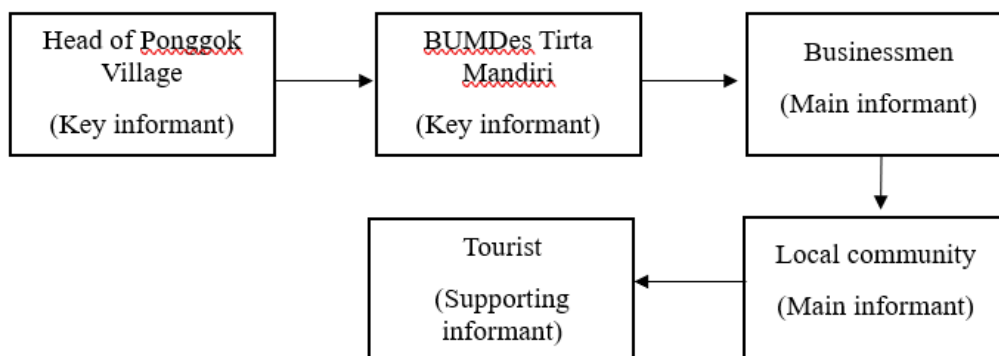 Head of Ponggok
Village
(Key informant)
BUMDes Tirta
Mandiri
(Key informant)
Businessmen
(Main informant)
Local community
(Main informant)
Tourist
(Supporting
informant)